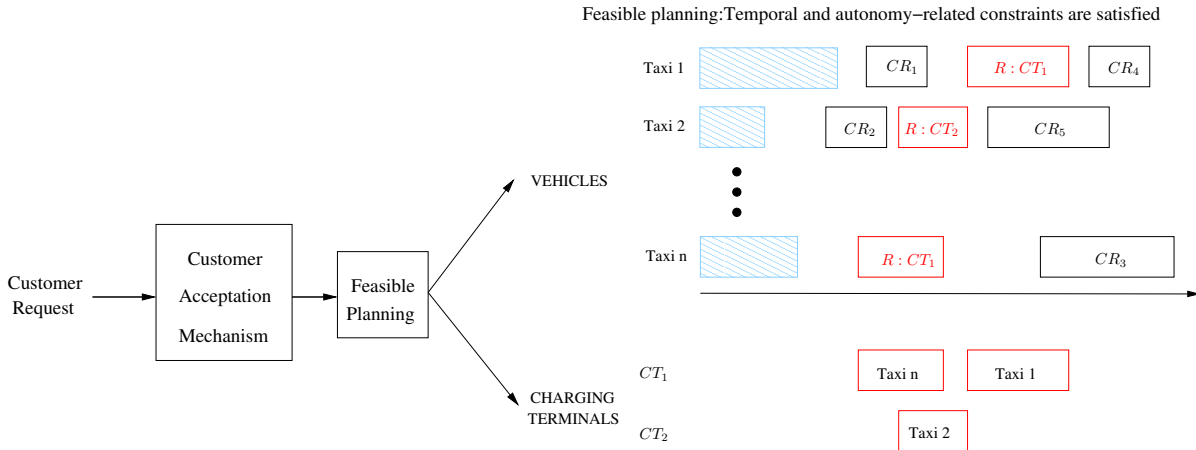 Feasible planning:Temporal and autonomy−related constraints are satisfied
Customer
Request
Customer
Acceptation
Mechanism
Feasible
Planning
VEHICLES
CHARGING
TERMINALS
Taxi 1
CR₁
R : CT₁
CR₄
Taxi 2
CR₂
R : CT₂
CR₅
Taxi n
R : CT₁
CR₃
CT₁
Taxi n
Taxi 1
CT₂
Taxi 2